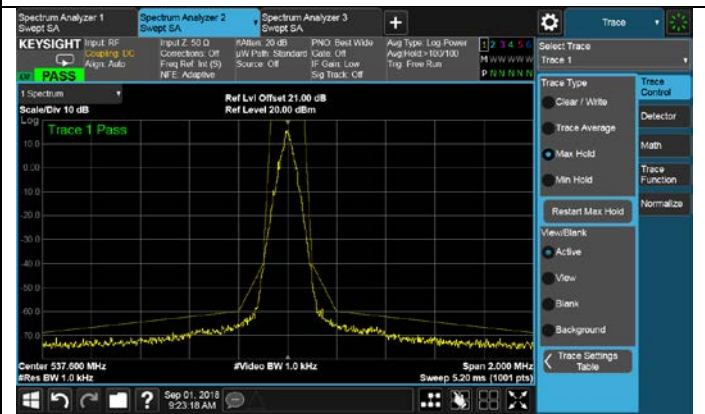 Spectrum Analyzer 1
Swept SA
Spectrum Analyzer 2
Swept SA
Spectrum Analyzer 3
Swept SA
+
Trace
KEYSIGHT
Input: RF
Coupling: DC
Align: Auto
Input Z: 50 Ω
Corrections: Off
Freq Ref: Int (S)
NFE: Adaptive
#Atten: 20 dB
µW Path: Standard
Source: Off
PNO: Best Wide
Gate: Off
IF Gain: Low
Sig Track: Off
Avg Type: Log-Power
Avg|Hold>100/100
Trig: Free Run
1 2 3 4 5 6
M W W W W W
P N N N N N
PASS
1 Spectrum
Scale/Div 10 dB
Ref Lvl Offset 21.00 dB
Ref Level 20.00 dBm
Log
Trace 1 Pass
10.0
0.00
-10.0
-20.0
-30.0
-40.0
-50.0
-60.0
-70.0
Center 537.600 MHz
#Res BW 1.0 kHz
#Video BW 1.0 kHz
Span 2.000 MHz
Sweep 5.20 ms (1001 pts)
Select Trace
Trace 1
Trace Type
Clear / Write
Trace Average
Max Hold
Min Hold
Restart Max Hold
View/Blank
Active
View
Blank
Background
Trace Settings
Table
Trace
Control
Detector
Math
Trace
Function
Normalize
?
Sep 01, 2018
9:23:18 AM